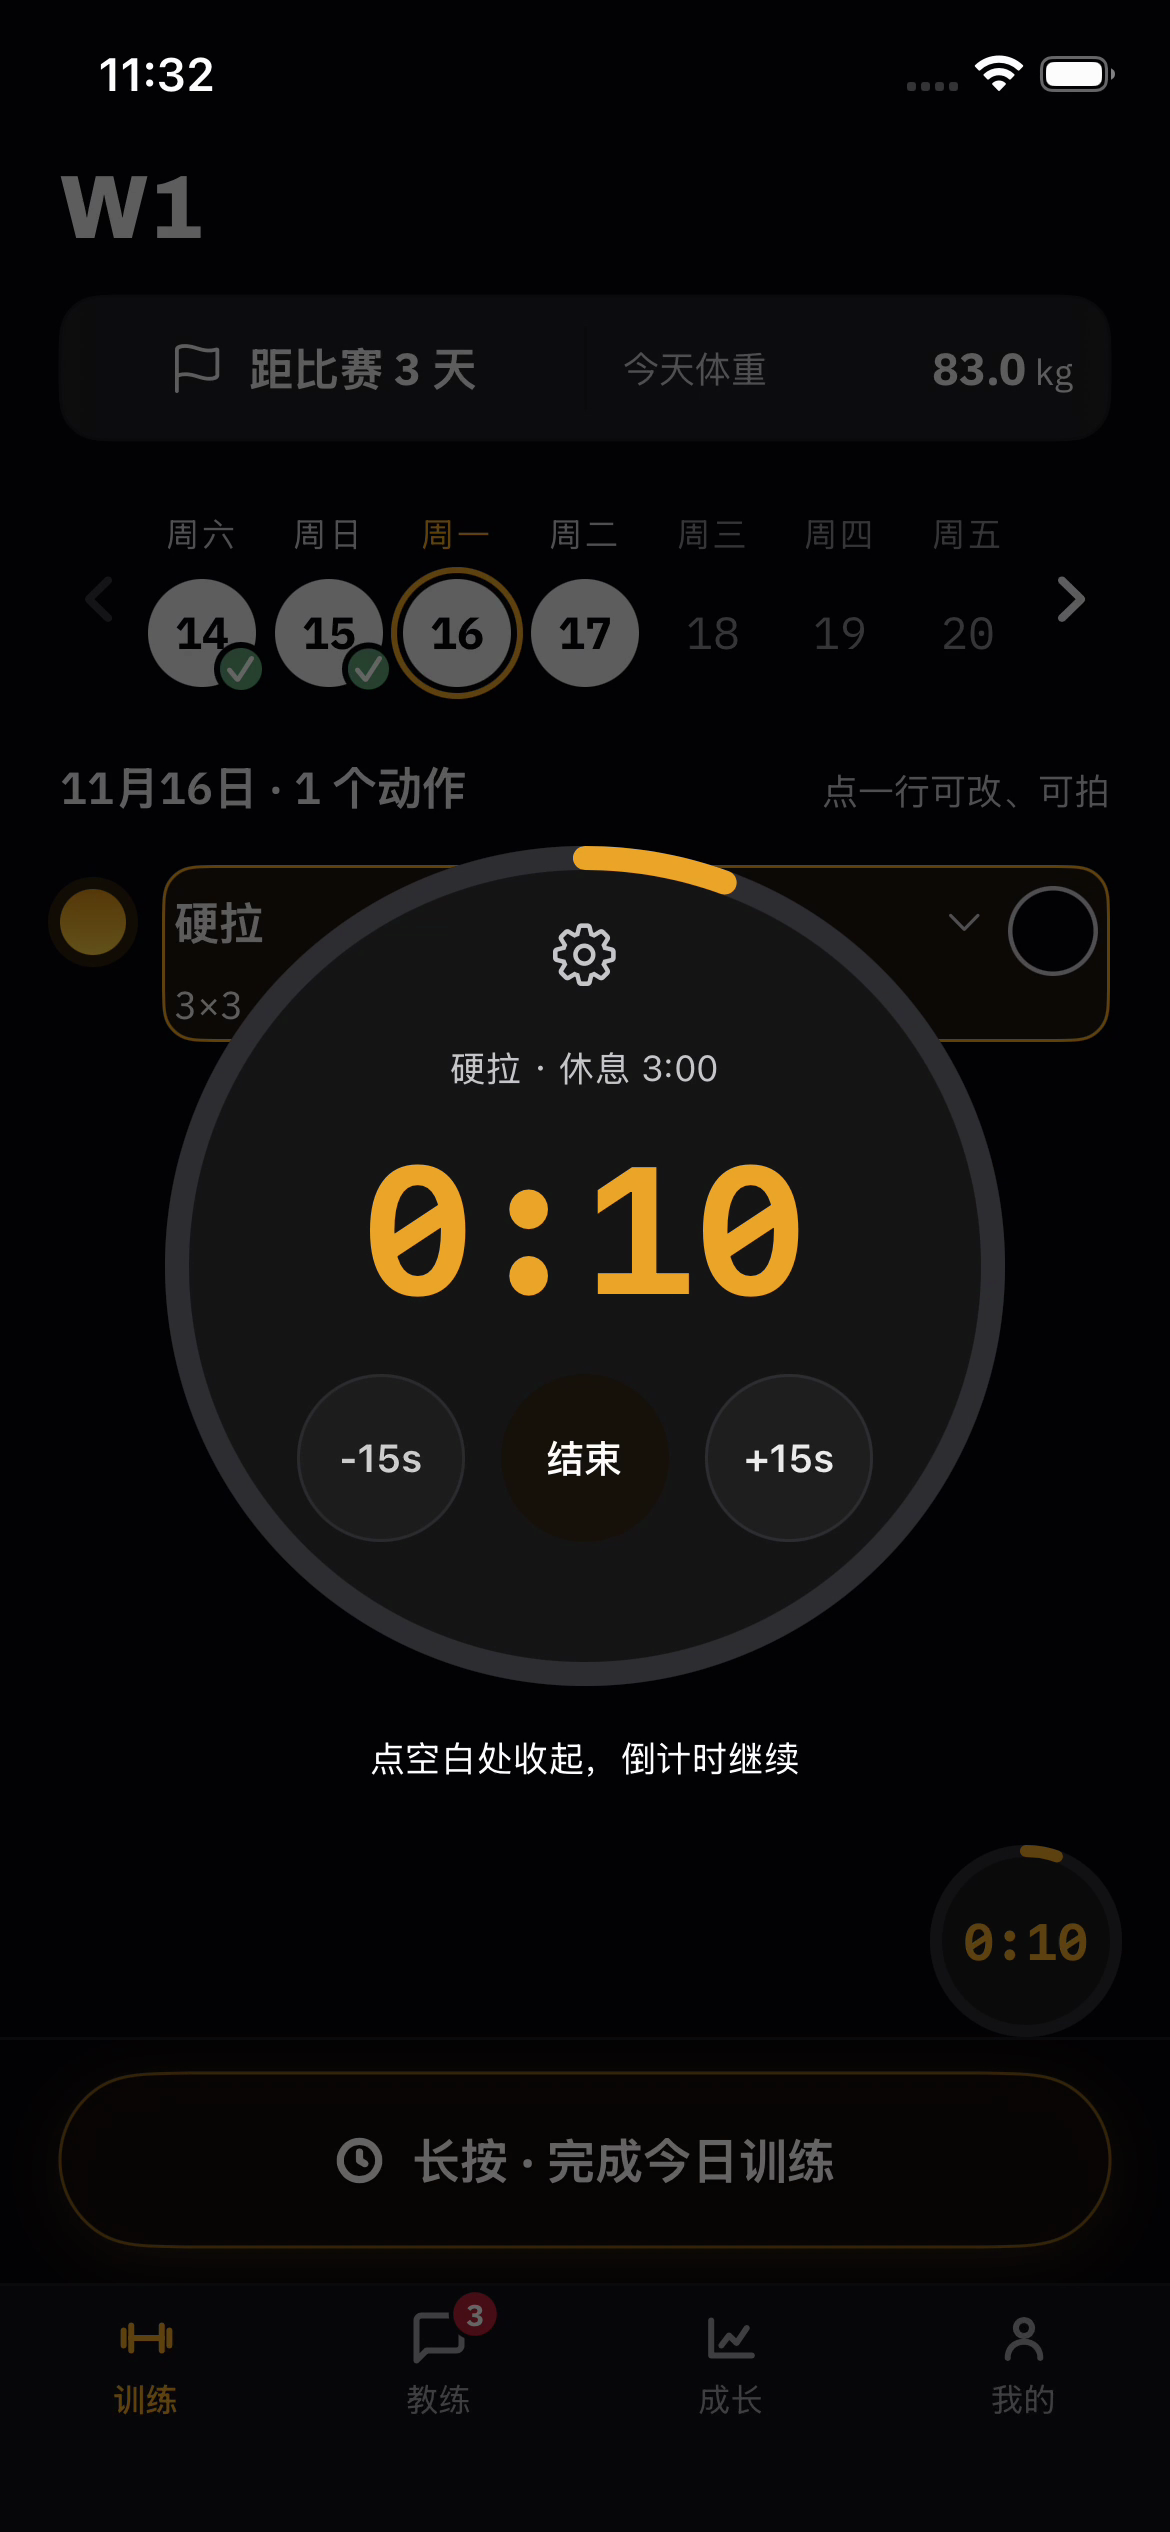 11:32
W1
距比赛 3 天
今天体重 83.0 kg
周六 周日 周一 周二 周三 周四 周五
14 15 16 17 18 19 20
11月16日 · 1 个动作 点一行可改、可拍
硬拉
3×3
硬拉 · 休息 3:00
0:10
-15s 结束 +15s
点空白处收起，倒计时继续
0:10
长按 · 完成今日训练
3
训练 教练 成长 我的